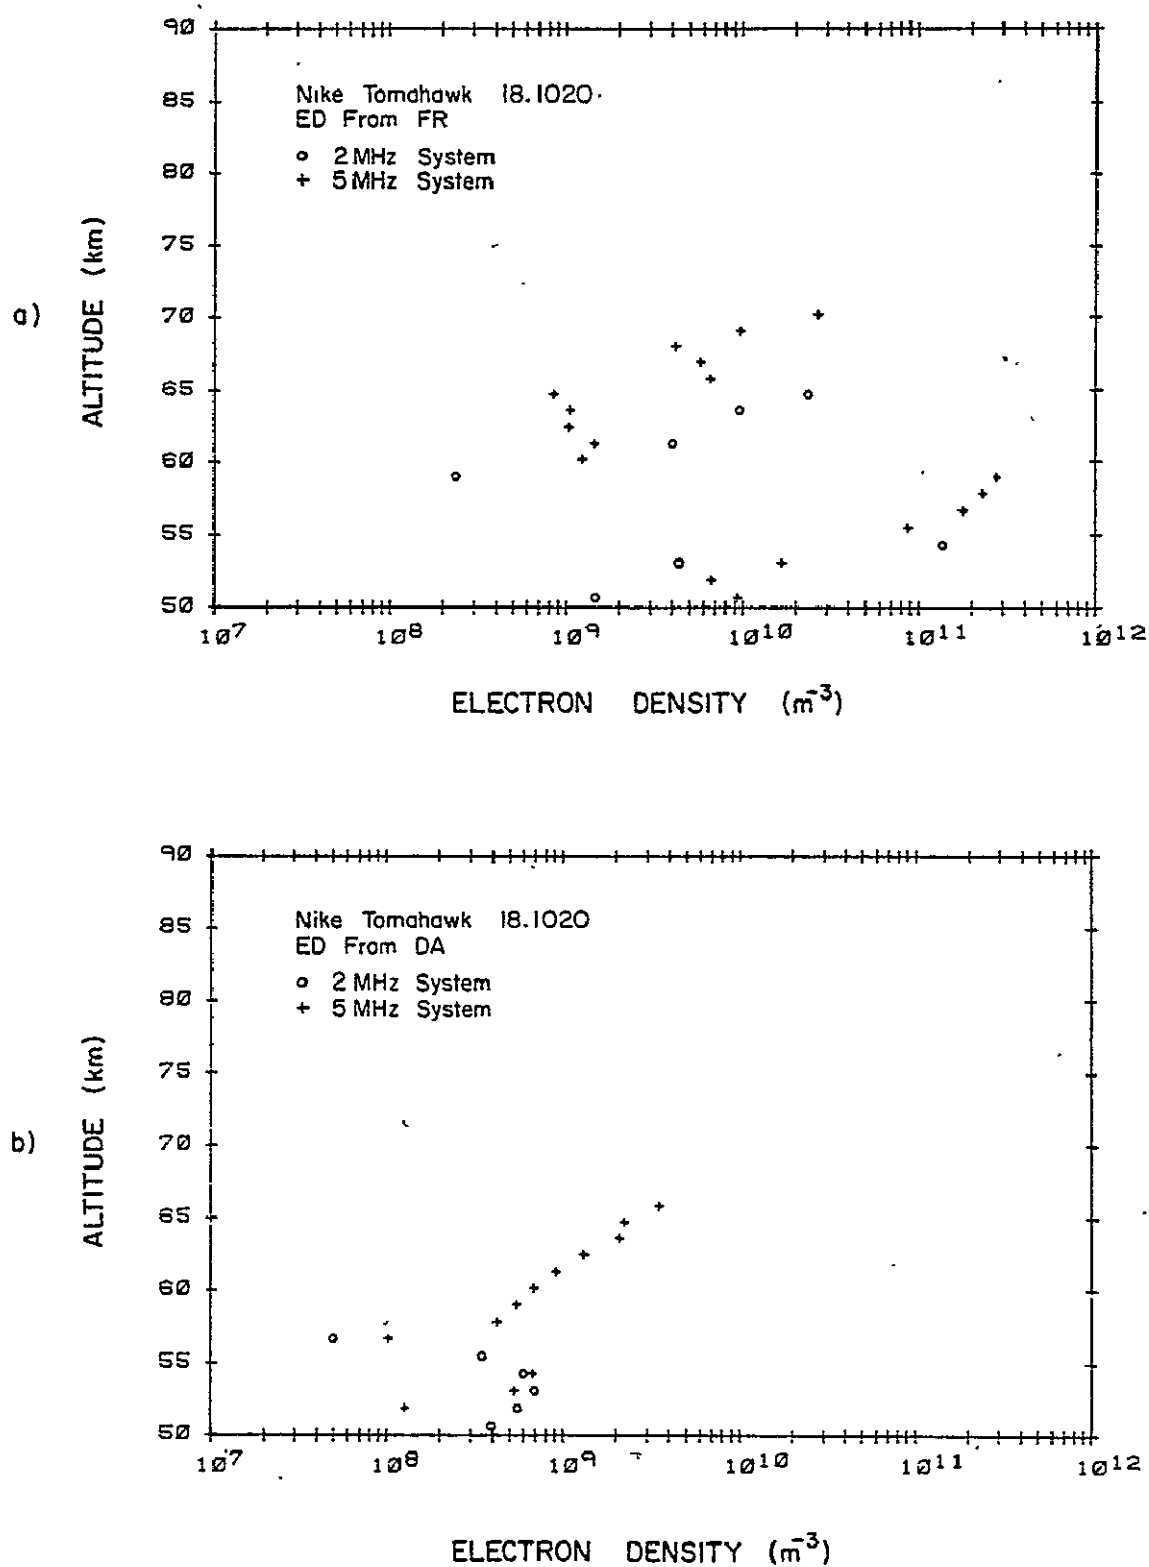 a)
ALTITUDE (km)
90
85
80
75
70
65
60
55
50
Nike Tomahawk 18.1020
ED From FR
o 2 MHz System
+ 5 MHz System
10^7 10^8 10^9 10^10 10^11 10^12
ELECTRON DENSITY (m^-3)
b)
ALTITUDE (km)
90
85
80
75
70
65
60
55
50
Nike Tomahawk 18.1020
ED From DA
o 2 MHz System
+ 5 MHz System
10^7 10^8 10^9 10^10 10^11 10^12
ELECTRON DENSITY (m^-3)